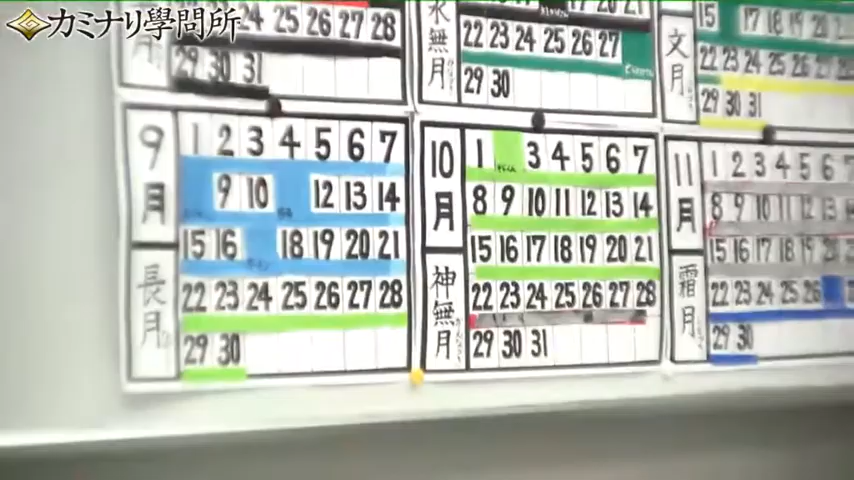 カミナリ學問所
24 25 26 27 28
29 30 31
水無月
22 23 24 25 26 27
29 30
文月
15 17 18 19 20
22 23 24 25 26 27
29 30 31
9月
長月
1 2 3 4 5 6 7
9 10 12 13 14
15 16 18 19 20 21
22 23 24 25 26 27 28
29 30
10月
神無月
1 3 4 5 6 7
8 9 10 11 12 13 14
15 16 17 18 19 20 21
22 23 24 25 26 27 28
29 30 31
11月
霜月
1 2 3 4 5 6
8 9 10 11 12 13
15 16 17 18 19 20
22 23 24 25 26
29 30